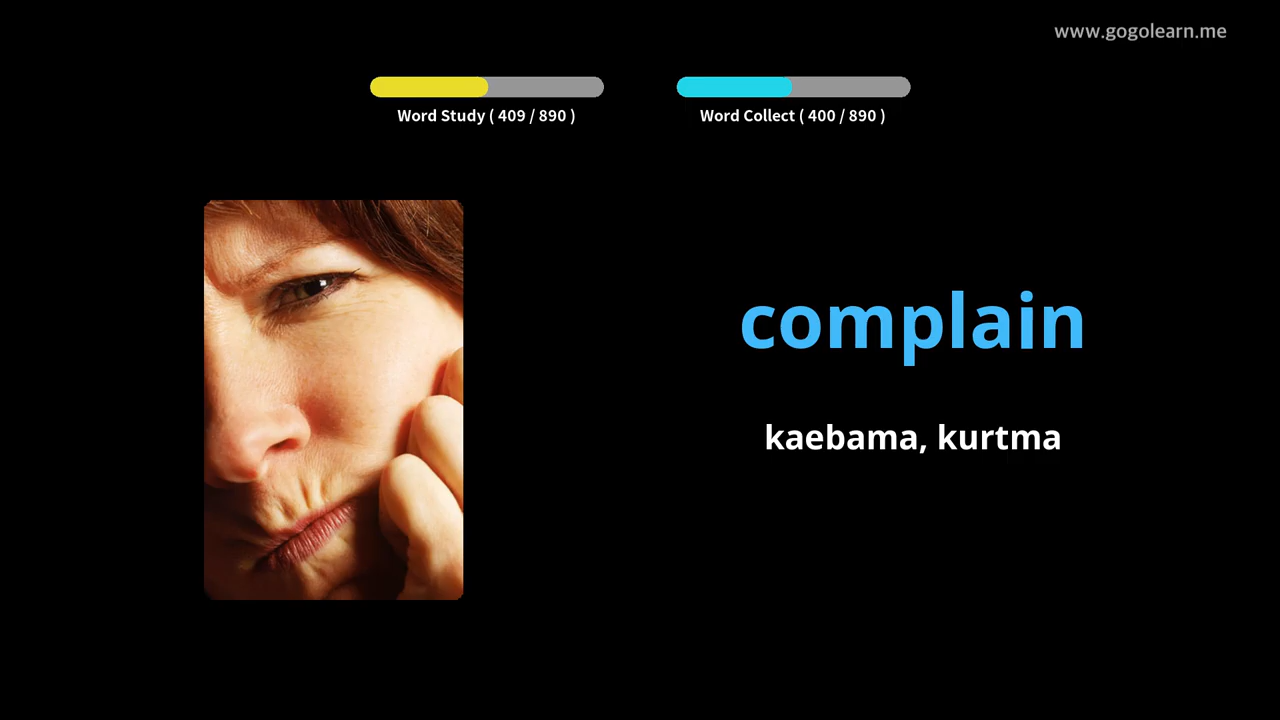 www.gogolearn.me
Word Study ( 409 / 890 )
Word Collect ( 400 / 890 )
complain
kaebama, kurtma